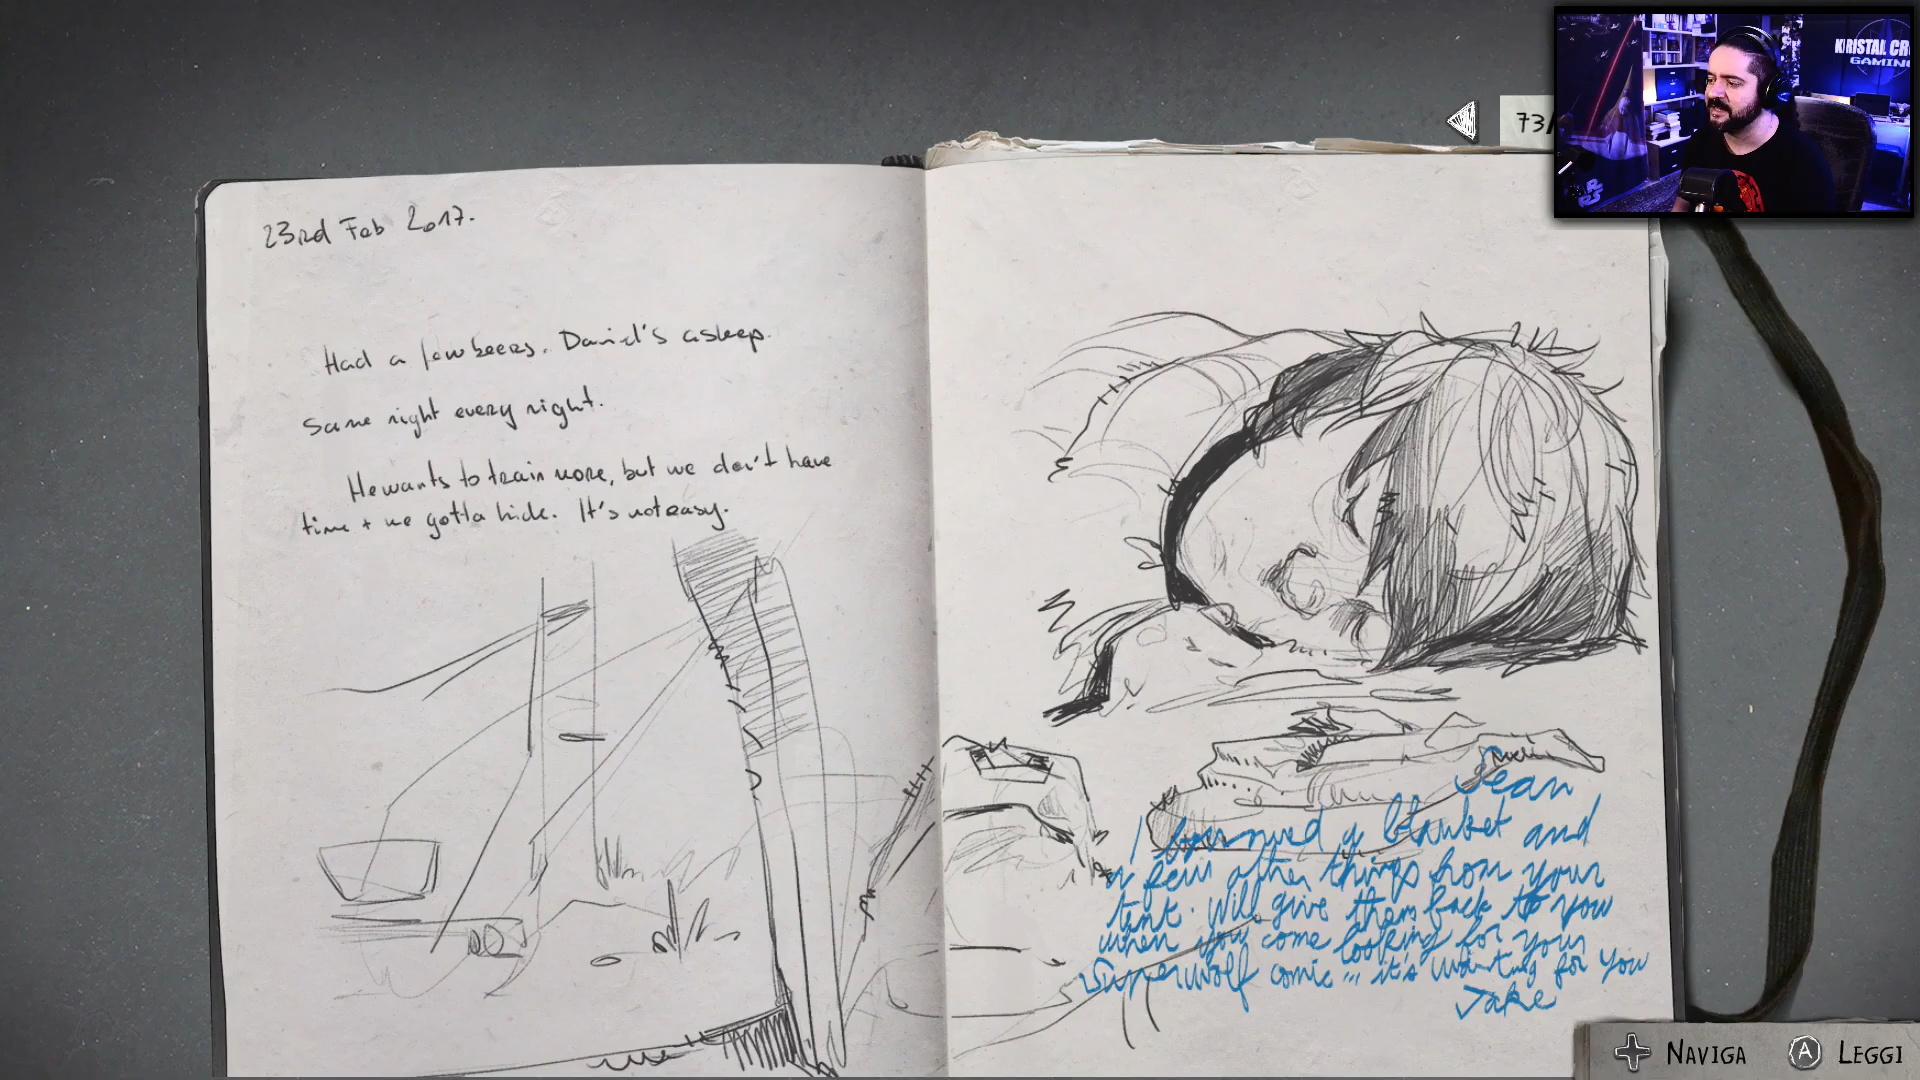 KRISTAL CR
GAMING
73/
23rd Feb 2017.
Had a few beers. Daniel's asleep.
Same night every night.
He wants to train more, but we don't have
time + we gotta hide. It's not easy.
Sean
I borrowed a blanket and
a few other things from your
tent. Will give them back to you
when you come looking for your
Superwolf comic... it's waiting for you
Jake
NAVIGA
A LEGGI